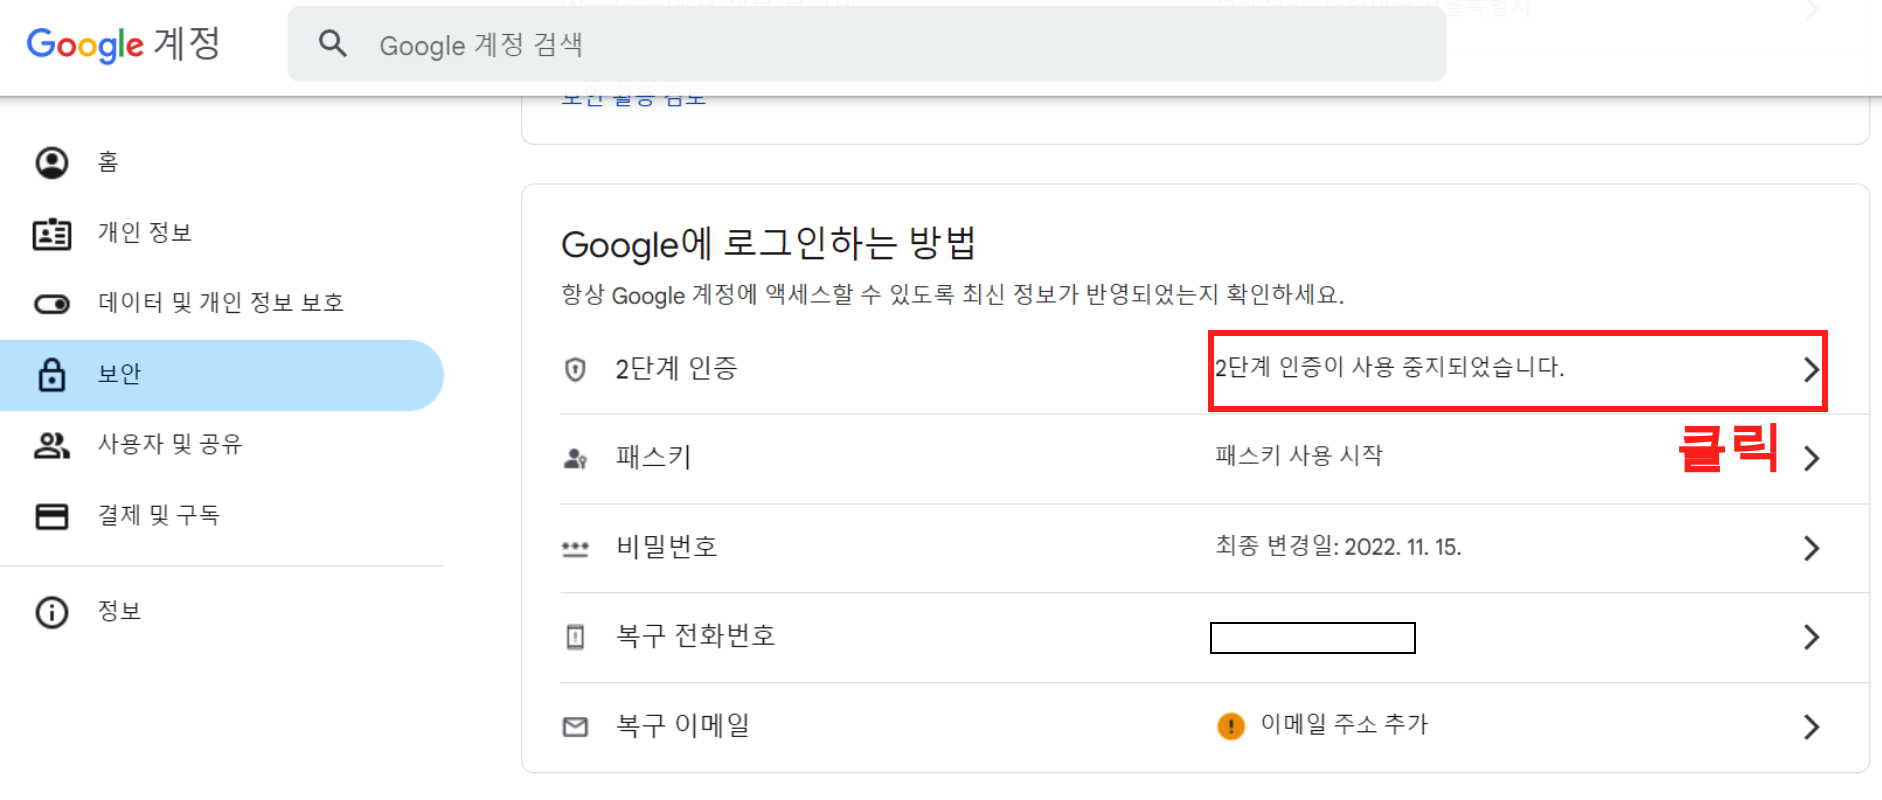 Google 계정
Google 계정 검색
보안 활동 검토
홈
개인 정보
데이터 및 개인 정보 보호
보안
사용자 및 공유
결제 및 구독
정보
Google에 로그인하는 방법
항상 Google 계정에 액세스할 수 있도록 최신 정보가 반영되었는지 확인하세요.
2단계 인증 2단계 인증이 사용 중지되었습니다.
클릭
패스키 패스키 사용 시작
비밀번호 최종 변경일: 2022. 11. 15.
복구 전화번호
복구 이메일 이메일 주소 추가